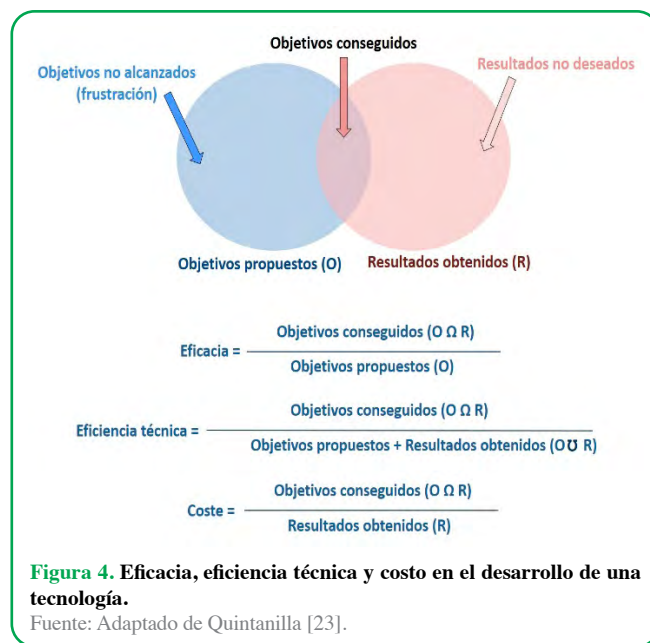 Objetivos conseguidos
Objetivos no alcanzados
(frustración)
Resultados no deseados
Objetivos propuestos (O)
Resultados obtenidos (R)
Eficacia =
Objetivos conseguidos (O Ω R)
Objetivos propuestos (O)
Eficiencia técnica =
Objetivos conseguidos (O Ω R)
Objetivos propuestos + Resultados obtenidos (O ℧ R)
Coste =
Objetivos conseguidos (O Ω R)
Resultados obtenidos (R)
Figura 4. Eficacia, eficiencia técnica y costo en el desarrollo de una
tecnología.
Fuente: Adaptado de Quintanilla [23].